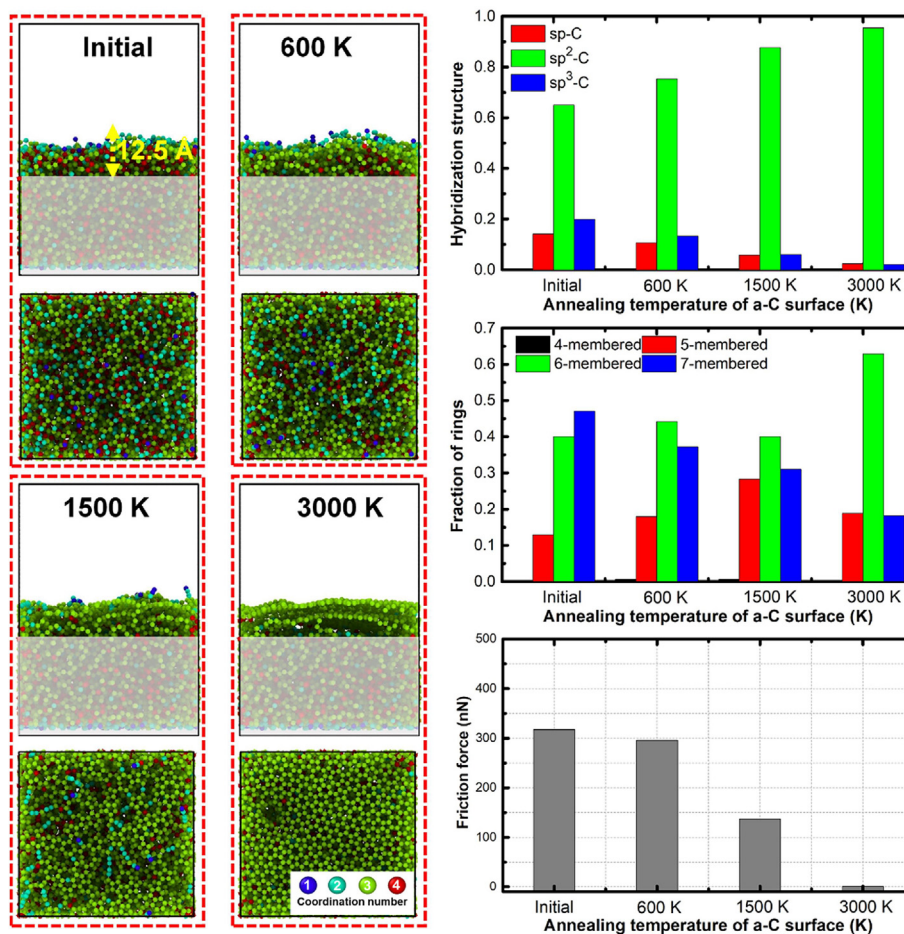 Initial
600 K
12.5 Å
1500 K
3000 K
1 2 3 4
Coordination number
1.0
0.8
0.6
0.4
0.2
0.0
Hybridization structure
sp-C
sp²-C
sp³-C
Initial 600 K 1500 K 3000 K
Annealing temperature of a-C surface (K)
0.7
0.6
0.5
0.4
0.3
0.2
0.1
0.0
Fraction of rings
4-membered 5-membered
6-membered 7-membered
Initial 600 K 1500 K 3000 K
Annealing temperature of a-C surface (K)
500
400
300
200
100
0
Friction force (nN)
Initial 600 K 1500 K 3000 K
Annealing temperature of a-C surface (K)